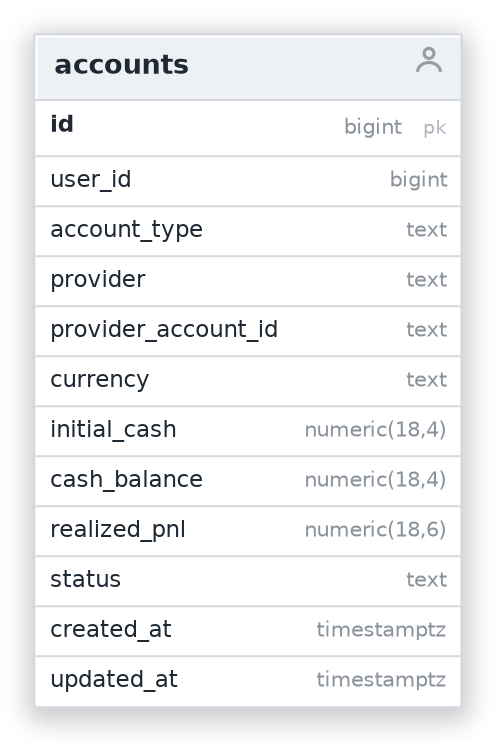 accounts
id bigint pk
user_id bigint
account_type text
provider text
provider_account_id text
currency text
initial_cash numeric(18,4)
cash_balance numeric(18,4)
realized_pnl numeric(18,6)
status text
created_at timestamptz
updated_at timestamptz